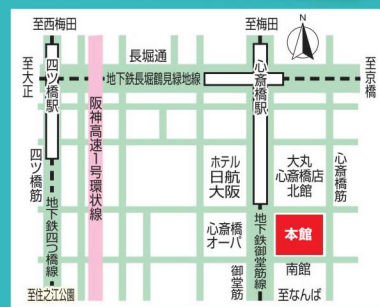 至西梅田
至梅田
N
長堀通
至大正
四ツ橋駅
地下鉄長堀鶴見緑地線
心斎橋駅
至京橋
阪神高速1号環状線
四ツ橋筋
ホテル
日航
大阪
大丸
心斎橋店
北館
心斎橋筋
地下鉄四つ橋線
心斎橋
オーパ
地下鉄御堂筋線
本館
御堂筋
南館
至住之江公園
至なんば